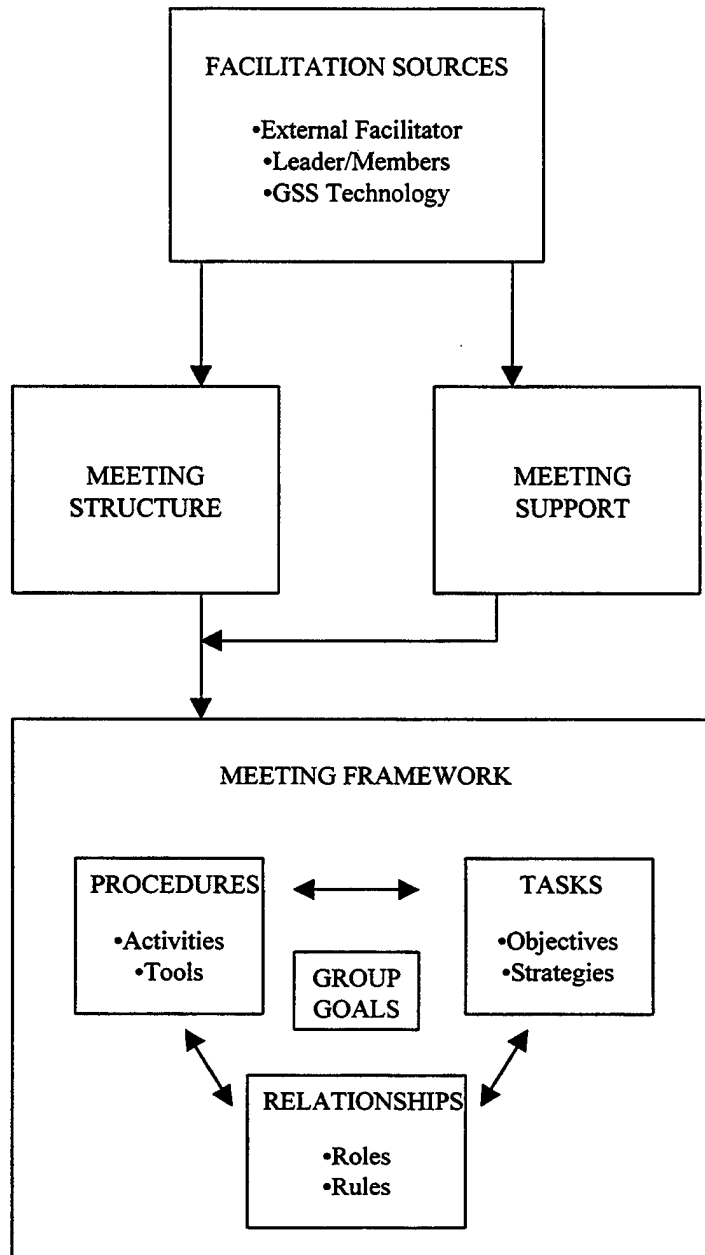 FACILITATION SOURCES
•External Facilitator
•Leader/Members
•GSS Technology
MEETING
STRUCTURE
MEETING
SUPPORT
MEETING FRAMEWORK
PROCEDURES
•Activities
•Tools
TASKS
•Objectives
•Strategies
GROUP
GOALS
RELATIONSHIPS
•Roles
•Rules